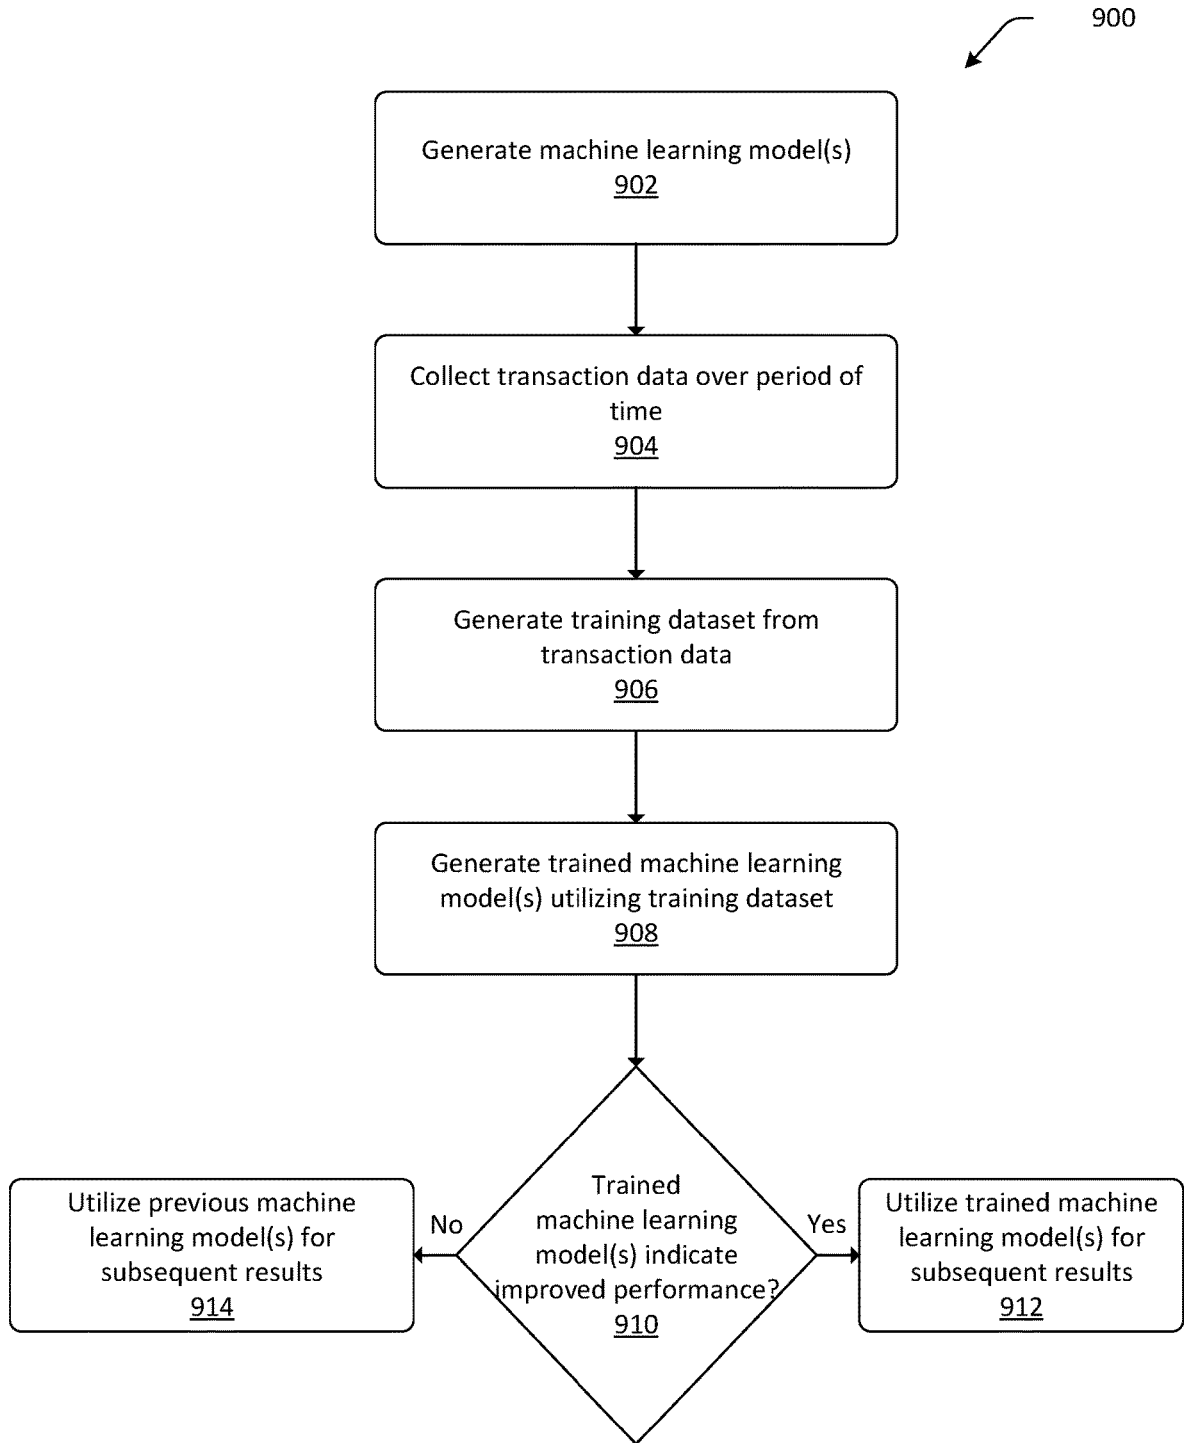 900
Generate machine learning model(s)
902
Collect transaction data over period of
time
904
Generate training dataset from
transaction data
906
Generate trained machine learning
model(s) utilizing training dataset
908
Trained
machine learning
model(s) indicate
improved performance?
910
No
Yes
Utilize previous machine
learning model(s) for
subsequent results
914
Utilize trained machine
learning model(s) for
subsequent results
912